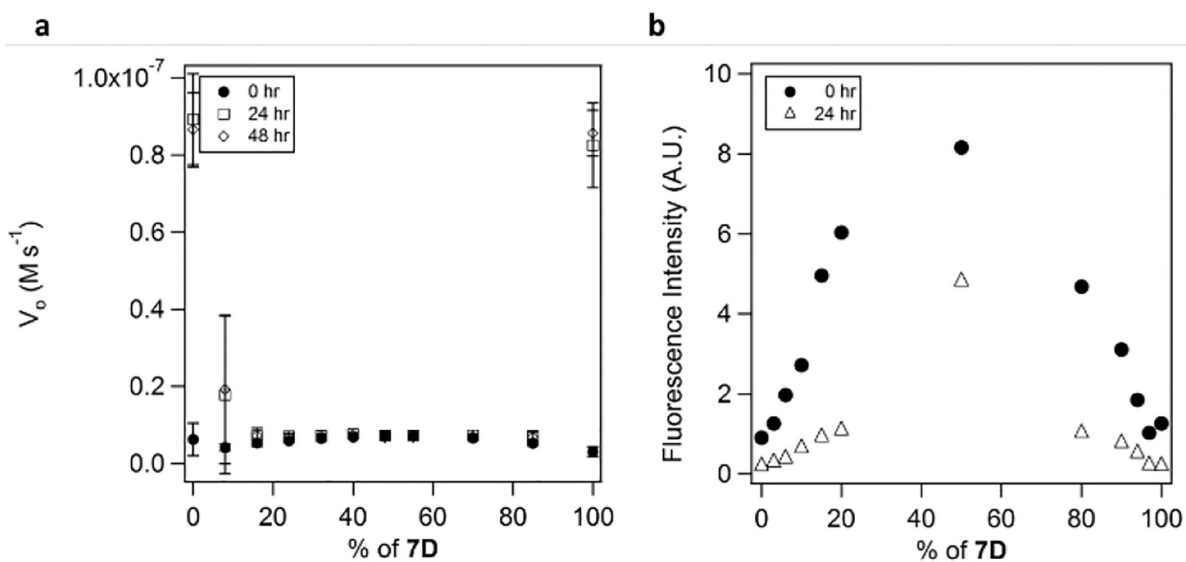 a
1.0x10⁻⁷
0.8
0.6
0.4
0.2
0.0
Vₒ (M s⁻¹)
0 hr
24 hr
48 hr
0 20 40 60 80 100
% of 7D
b
10
8
6
4
2
0
Fluorescence Intensity (A.U.)
0 hr
24 hr
0 20 40 60 80 100
% of 7D